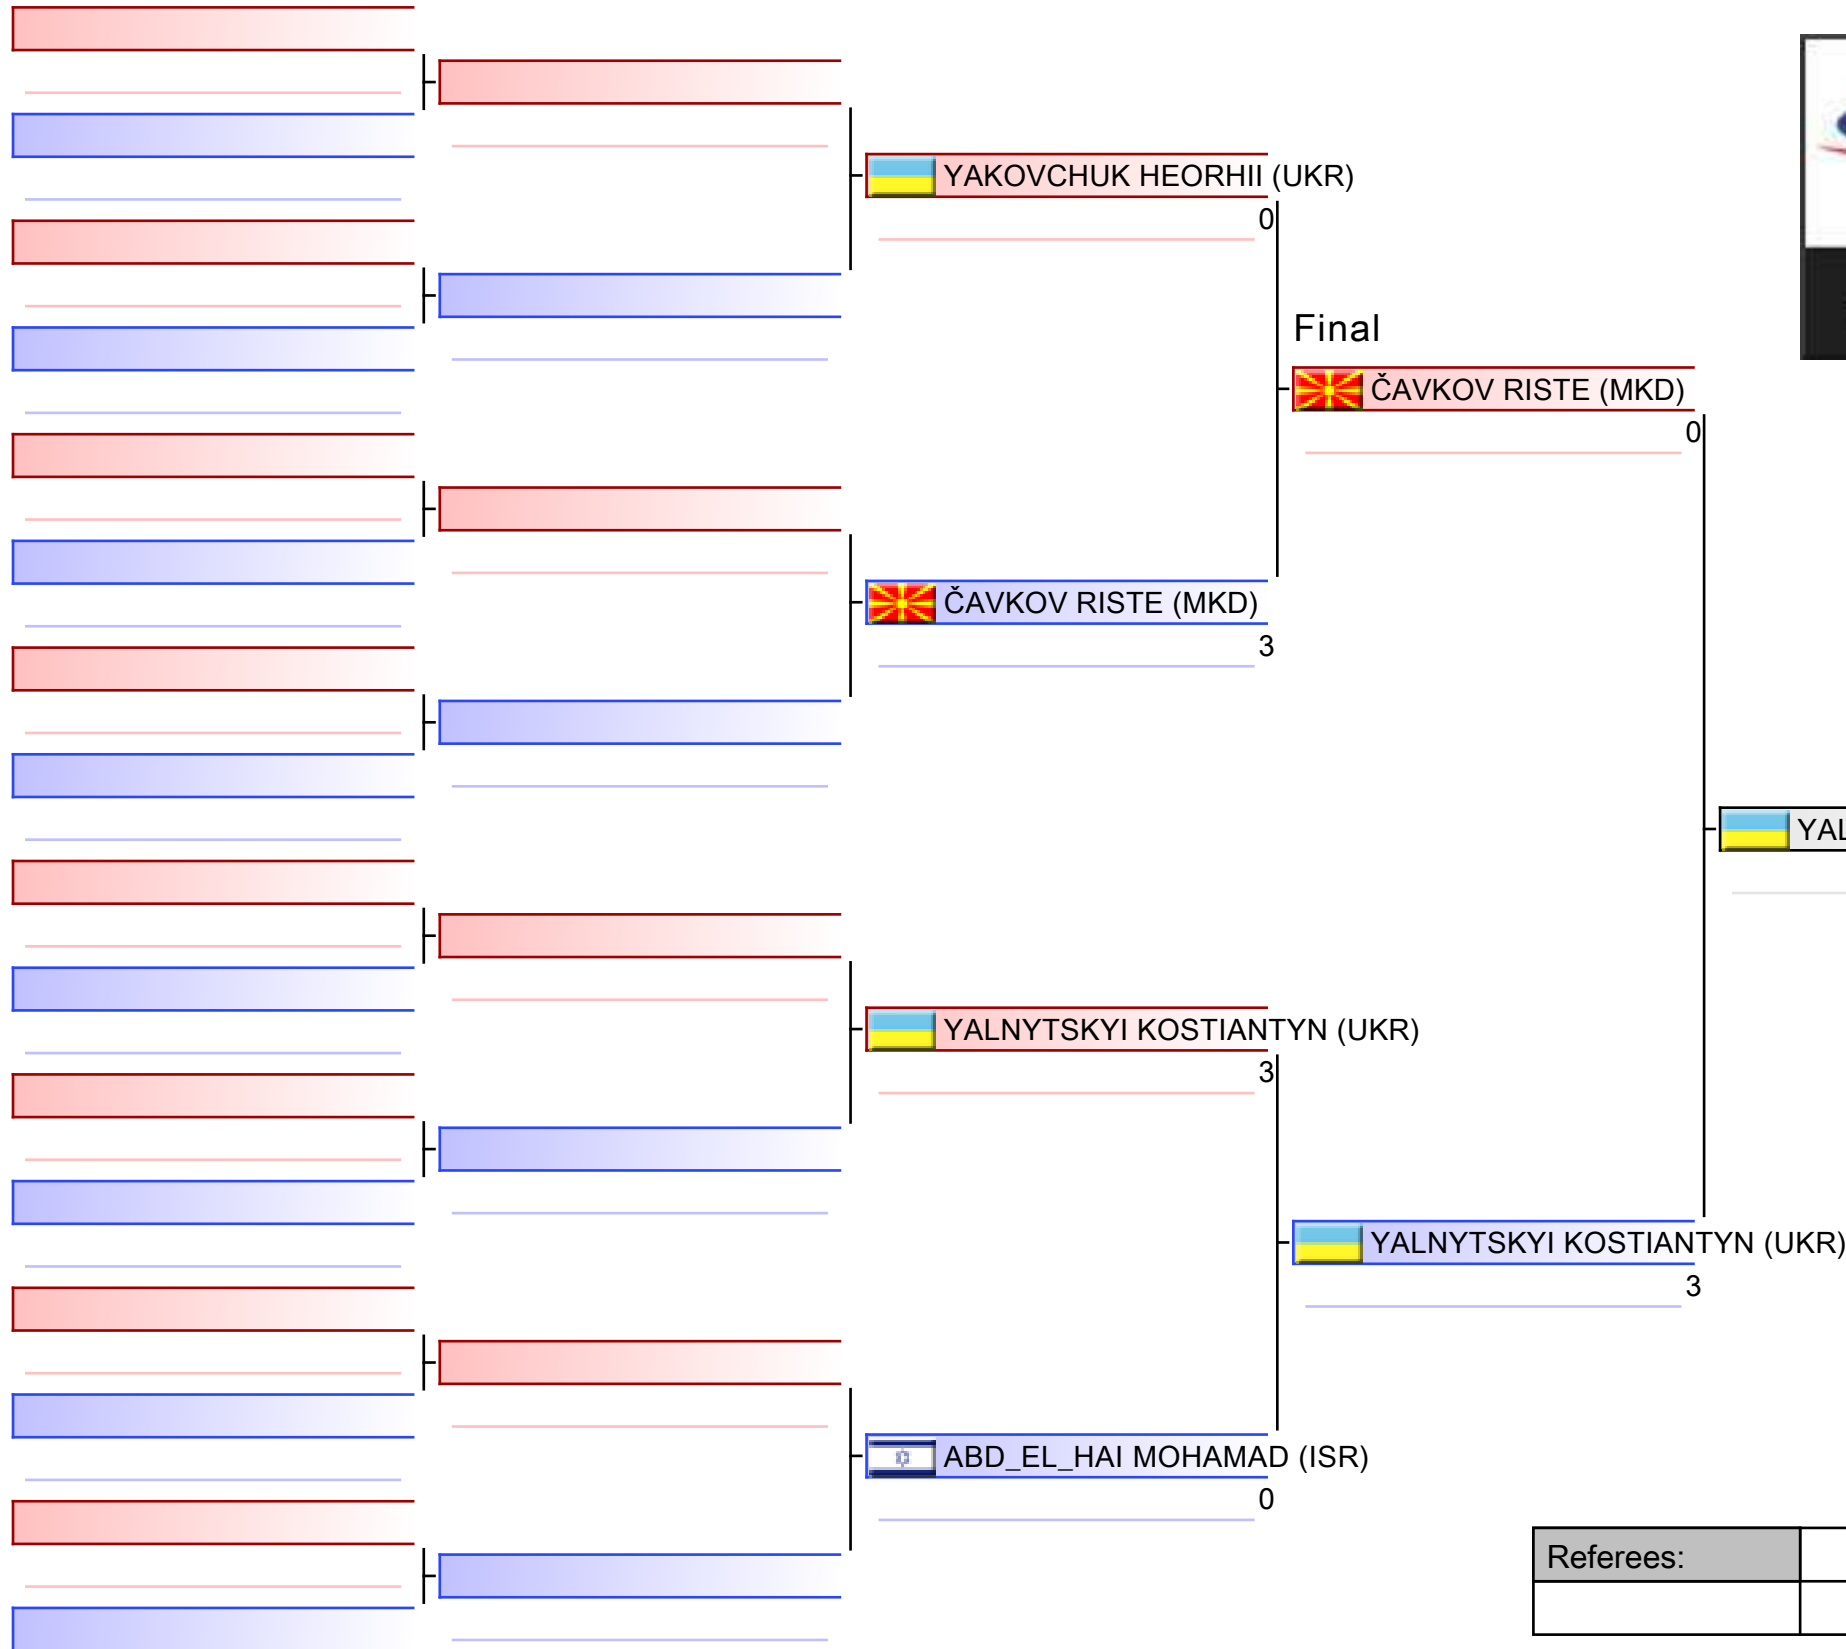 YAKOVCHUK HEORHII (UKR)
0
Final
ČAVKOV RISTE (MKD)
0
ČAVKOV RISTE (MKD)
3
YAL
YALNYTSKYI KOSTIANTYN (UKR)
3
YALNYTSKYI KOSTIANTYN (UKR)
3
ABD_EL_HAI MOHAMAD (ISR)
0
Referees: